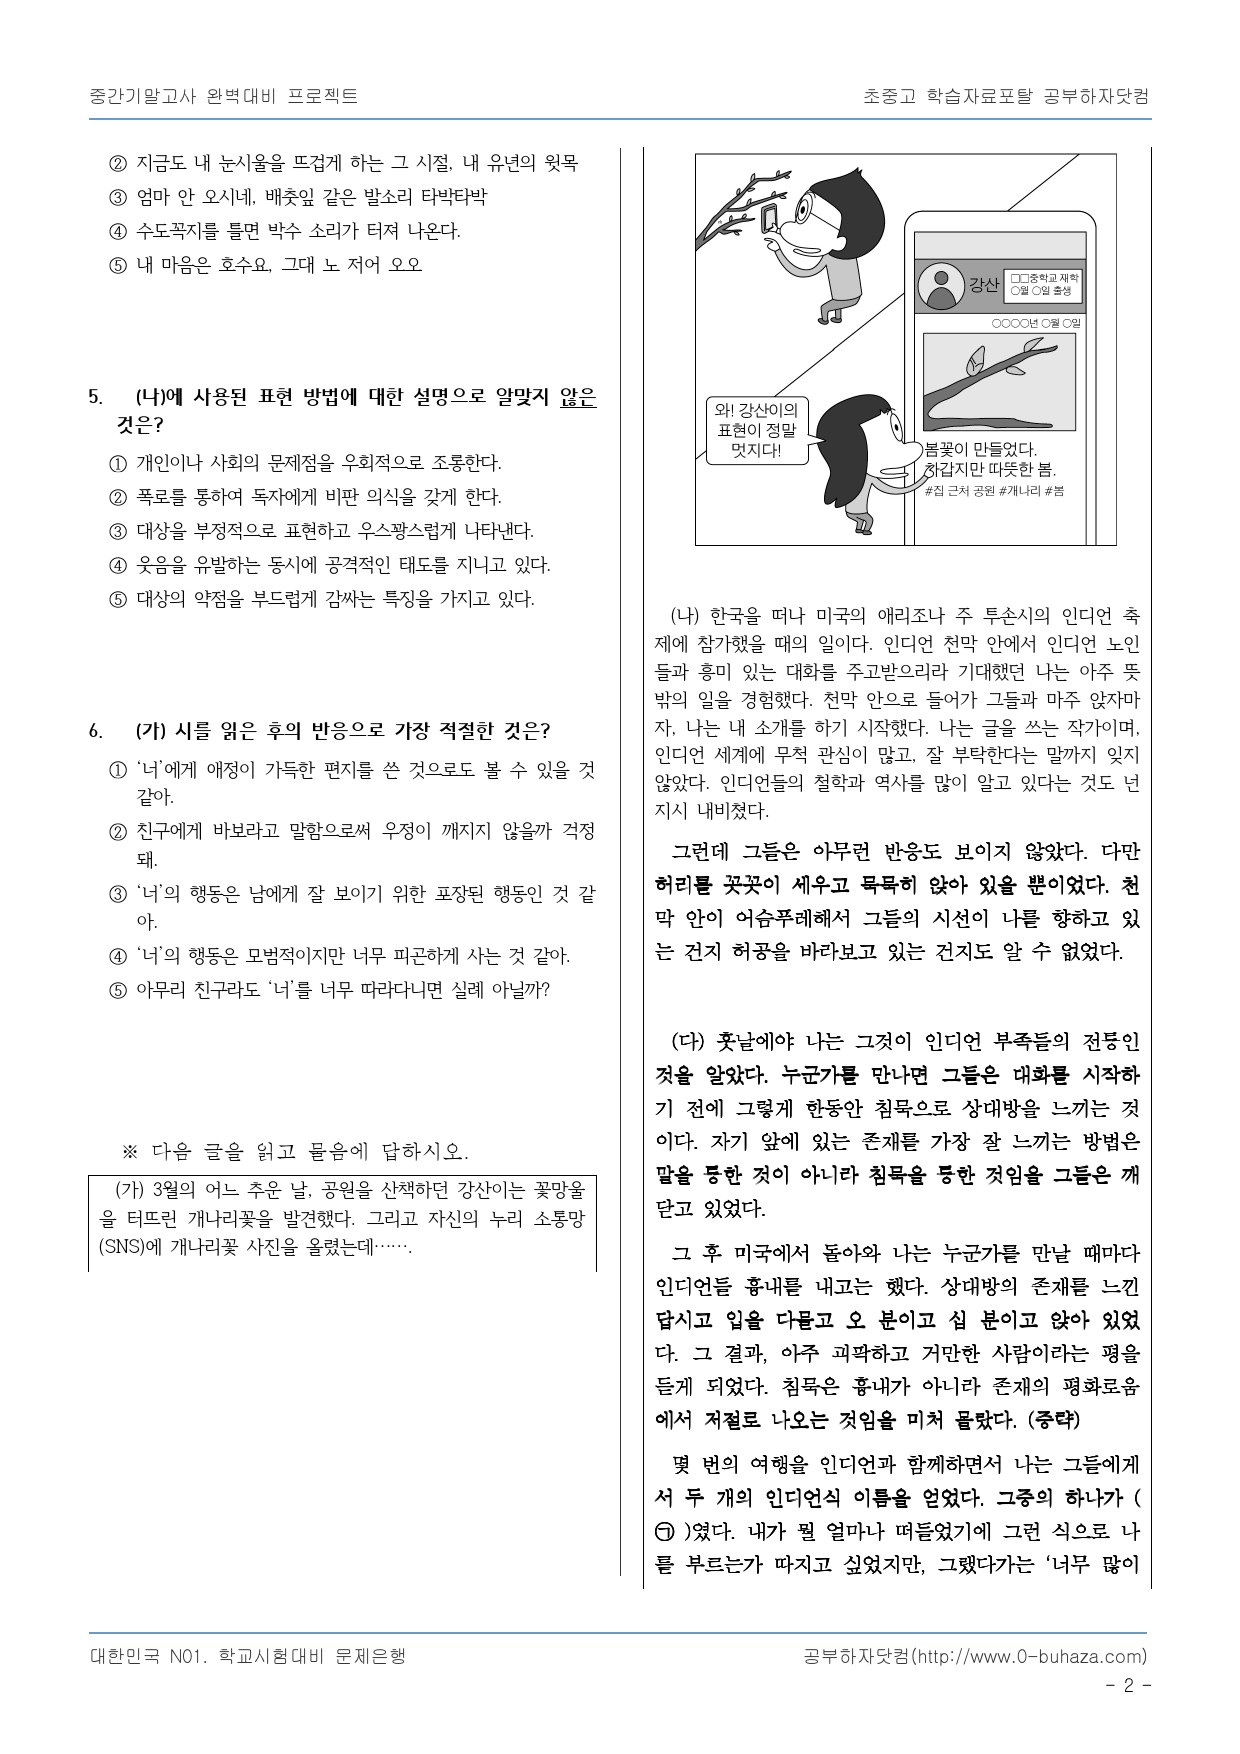 중간기말고사 완벽대비 프로젝트
초중고 학습자료포탈 공부하자닷컴
② 지금도 내 눈시울을 뜨겁게 하는 그 시절, 내 유년의 윗목
③ 엄마 안 오시네, 배춧잎 같은 발소리 타박타박
④ 수도꼭지를 틀면 박수 소리가 터져 나온다.
⑤ 내 마음은 호수요, 그대 노 저어 오오
5. (나)에 사용된 표현 방법에 대한 설명으로 알맞지 않은
것은?
① 개인이나 사회의 문제점을 우회적으로 조롱한다.
② 폭로를 통하여 독자에게 비판 의식을 갖게 한다.
③ 대상을 부정적으로 표현하고 우스꽝스럽게 나타낸다.
④ 웃음을 유발하는 동시에 공격적인 태도를 지니고 있다.
⑤ 대상의 약점을 부드럽게 감싸는 특징을 가지고 있다.
6. (가) 시를 읽은 후의 반응으로 가장 적절한 것은?
① ‘너’에게 애정이 가득한 편지를 쓴 것으로도 볼 수 있을 것
같아.
② 친구에게 바보라고 말함으로써 우정이 깨지지 않을까 걱정
돼.
③ ‘너’의 행동은 남에게 잘 보이기 위한 포장된 행동인 것 같
아.
④ ‘너’의 행동은 모범적이지만 너무 피곤하게 사는 것 같아.
⑤ 아무리 친구라도 ‘너’를 너무 따라다니면 실례 아닐까?
※ 다음 글을 읽고 물음에 답하시오.
(가) 3월의 어느 추운 날, 공원을 산책하던 강산이는 꽃망울
을 터뜨린 개나리꽃을 발견했다. 그리고 자신의 누리 소통망
(SNS)에 개나리꽃 사진을 올렸는데…….
강산
□□중학교 재학
○월 ○일 출생
○○○○년 ○월 ○일
와! 강산이의
표현이 정말
멋지다!
봄꽃이 만들었다.
차갑지만 따뜻한 봄.
#집 근처 공원 #개나리 #봄
(나) 한국을 떠나 미국의 애리조나 주 투손시의 인디언 축
제에 참가했을 때의 일이다. 인디언 천막 안에서 인디언 노인
들과 흥미 있는 대화를 주고받으리라 기대했던 나는 아주 뜻
밖의 일을 경험했다. 천막 안으로 들어가 그들과 마주 앉자마
자, 나는 내 소개를 하기 시작했다. 나는 글을 쓰는 작가이며,
인디언 세계에 무척 관심이 많고, 잘 부탁한다는 말까지 잊지
않았다. 인디언들의 철학과 역사를 많이 알고 있다는 것도 넌
지시 내비쳤다.
그런데 그들은 아무런 반응도 보이지 않았다. 다만
허리를 꼿꼿이 세우고 묵묵히 앉아 있을 뿐이었다. 천
막 안이 어슴푸레해서 그들의 시선이 나를 향하고 있
는 건지 허공을 바라보고 있는 건지도 알 수 없었다.
(다) 훗날에야 나는 그것이 인디언 부족들의 전통인
것을 알았다. 누군가를 만나면 그들은 대화를 시작하
기 전에 그렇게 한동안 침묵으로 상대방을 느끼는 것
이다. 자기 앞에 있는 존재를 가장 잘 느끼는 방법은
말을 통한 것이 아니라 침묵을 통한 것임을 그들은 깨
닫고 있었다.
그 후 미국에서 돌아와 나는 누군가를 만날 때마다
인디언들 흉내를 내고는 했다. 상대방의 존재를 느낀
답시고 입을 다물고 오 분이고 십 분이고 앉아 있었
다. 그 결과, 아주 괴팍하고 거만한 사람이라는 평을
듣게 되었다. 침묵은 흉내가 아니라 존재의 평화로움
에서 저절로 나오는 것임을 미처 몰랐다. (중략)
몇 번의 여행을 인디언과 함께하면서 나는 그들에게
서 두 개의 인디언식 이름을 얻었다. 그중의 하나가 (
㉠ )였다. 내가 뭘 얼마나 떠들었기에 그런 식으로 나
를 부르는가 따지고 싶었지만, 그랬다가는 ‘너무 많이
대한민국 N01. 학교시험대비 문제은행
공부하자닷컴(http://www.0-buhaza.com)
- 2 -